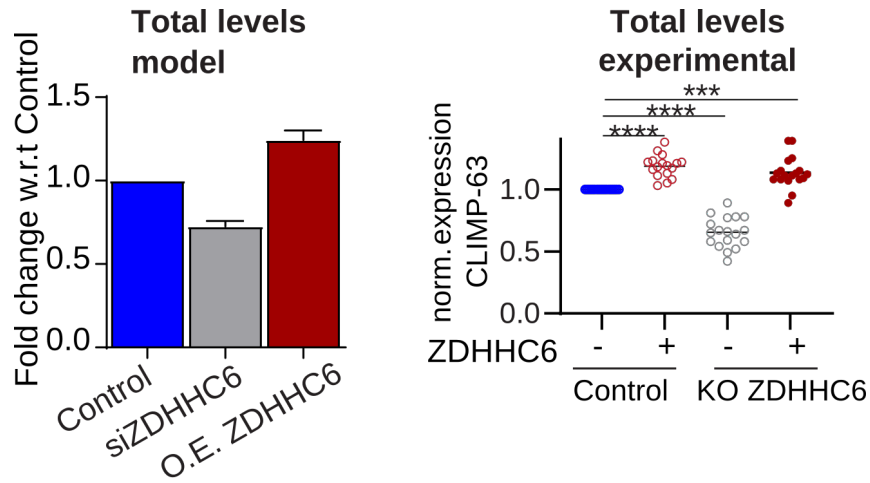 Total levels
model
Fold change w.r.t Control
1.5
1.0
0.5
0.0
Control
siZDHHC6
O.E. ZDHHC6
Total levels
experimental
***
****
****
norm.expression
CLIMP-63
1.0
0.5
0.0
ZDHHC6 - + - +
Control KO ZDHHC6